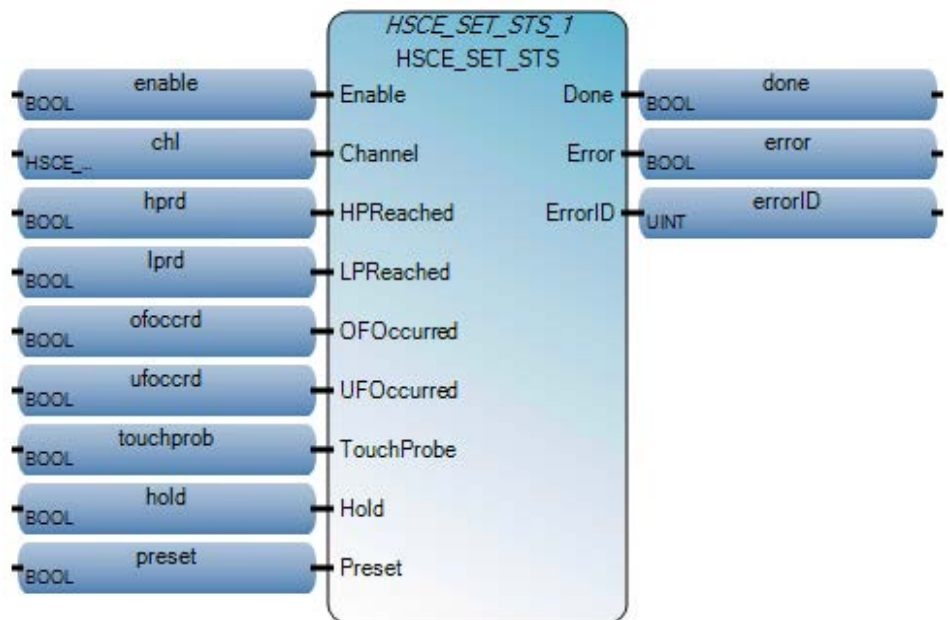 HSCE_SET_STS_1
HSCE_SET_STS
enable
BOOL
Enable
Done
done
BOOL
chl
HSCE_...
Channel
Error
error
BOOL
hprd
BOOL
HPReached
ErrorID
errorID
UINT
lprd
BOOL
LPReached
ofoccrd
BOOL
OFOccurred
ufoccrd
BOOL
UFOccurred
touchprob
BOOL
TouchProbe
hold
BOOL
Hold
preset
BOOL
Preset